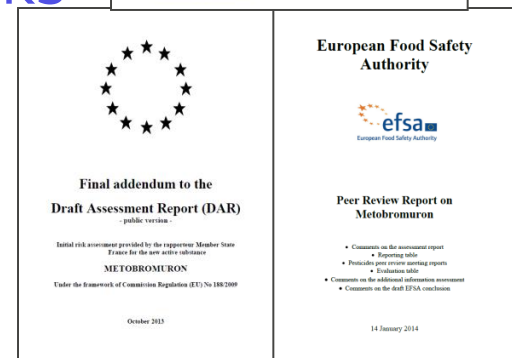 Final addendum to the
Draft Assessment Report (DAR)
- public version -
Initial risk assessment provided by the rapporteur Member State
France for the new active substance
METOBROMURON
Under the framework of Commission Regulation (EU) No 188/2009
October 2013
European Food Safety
Authority
efsa
European Food Safety Authority
Peer Review Report on
Metobromuron
• Comments on the assessment report
• Reporting table
• Pesticides peer review meeting reports
• Evaluation table
• Comments on the additional information assessment
• Comments on the draft EFSA conclusion
14 January 2014